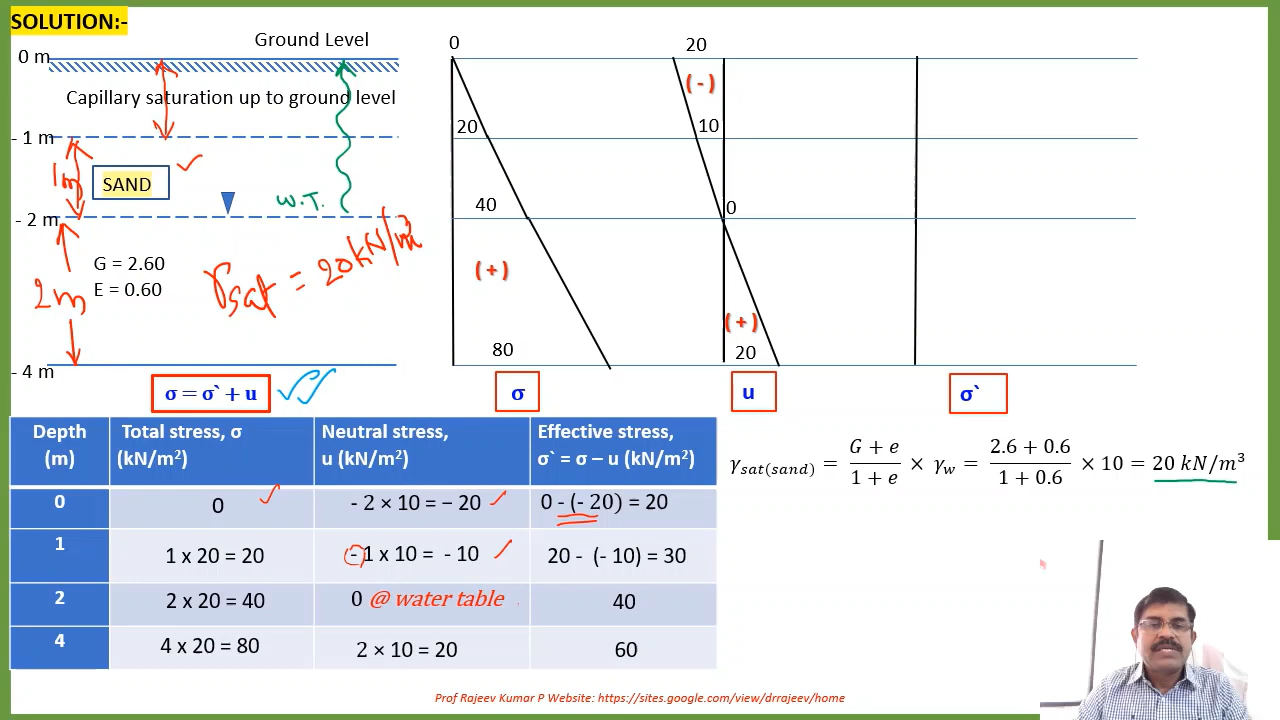 SOLUTION:-
Ground Level
0 m
Capillary saturation up to ground level
- 1 m
1m
SAND
W.T.
- 2 m
G = 2.60
E = 0.60
γsat = 20kN/m³
2m
- 4 m
σ = σ` + u
0
20
40
(+)
80
σ
20
(-)
10
0
(+)
20
u
σ`
Depth (m)
Total stress, σ (kN/m²)
Neutral stress, u (kN/m²)
Effective stress, σ` = σ – u (kN/m²)
0
0
- 2 × 10 = – 20
0 - (- 20) = 20
1
1 x 20 = 20
- 1 x 10 = - 10
20 - (- 10) = 30
2
2 x 20 = 40
0 @ water table
40
4
4 x 20 = 80
2 × 10 = 20
60
γsat(sand) = G + e / 1 + e × γw = 2.6 + 0.6 / 1 + 0.6 × 10 = 20 kN/m³
Prof Rajeev Kumar P Website: https://sites.google.com/view/drrajeev/home